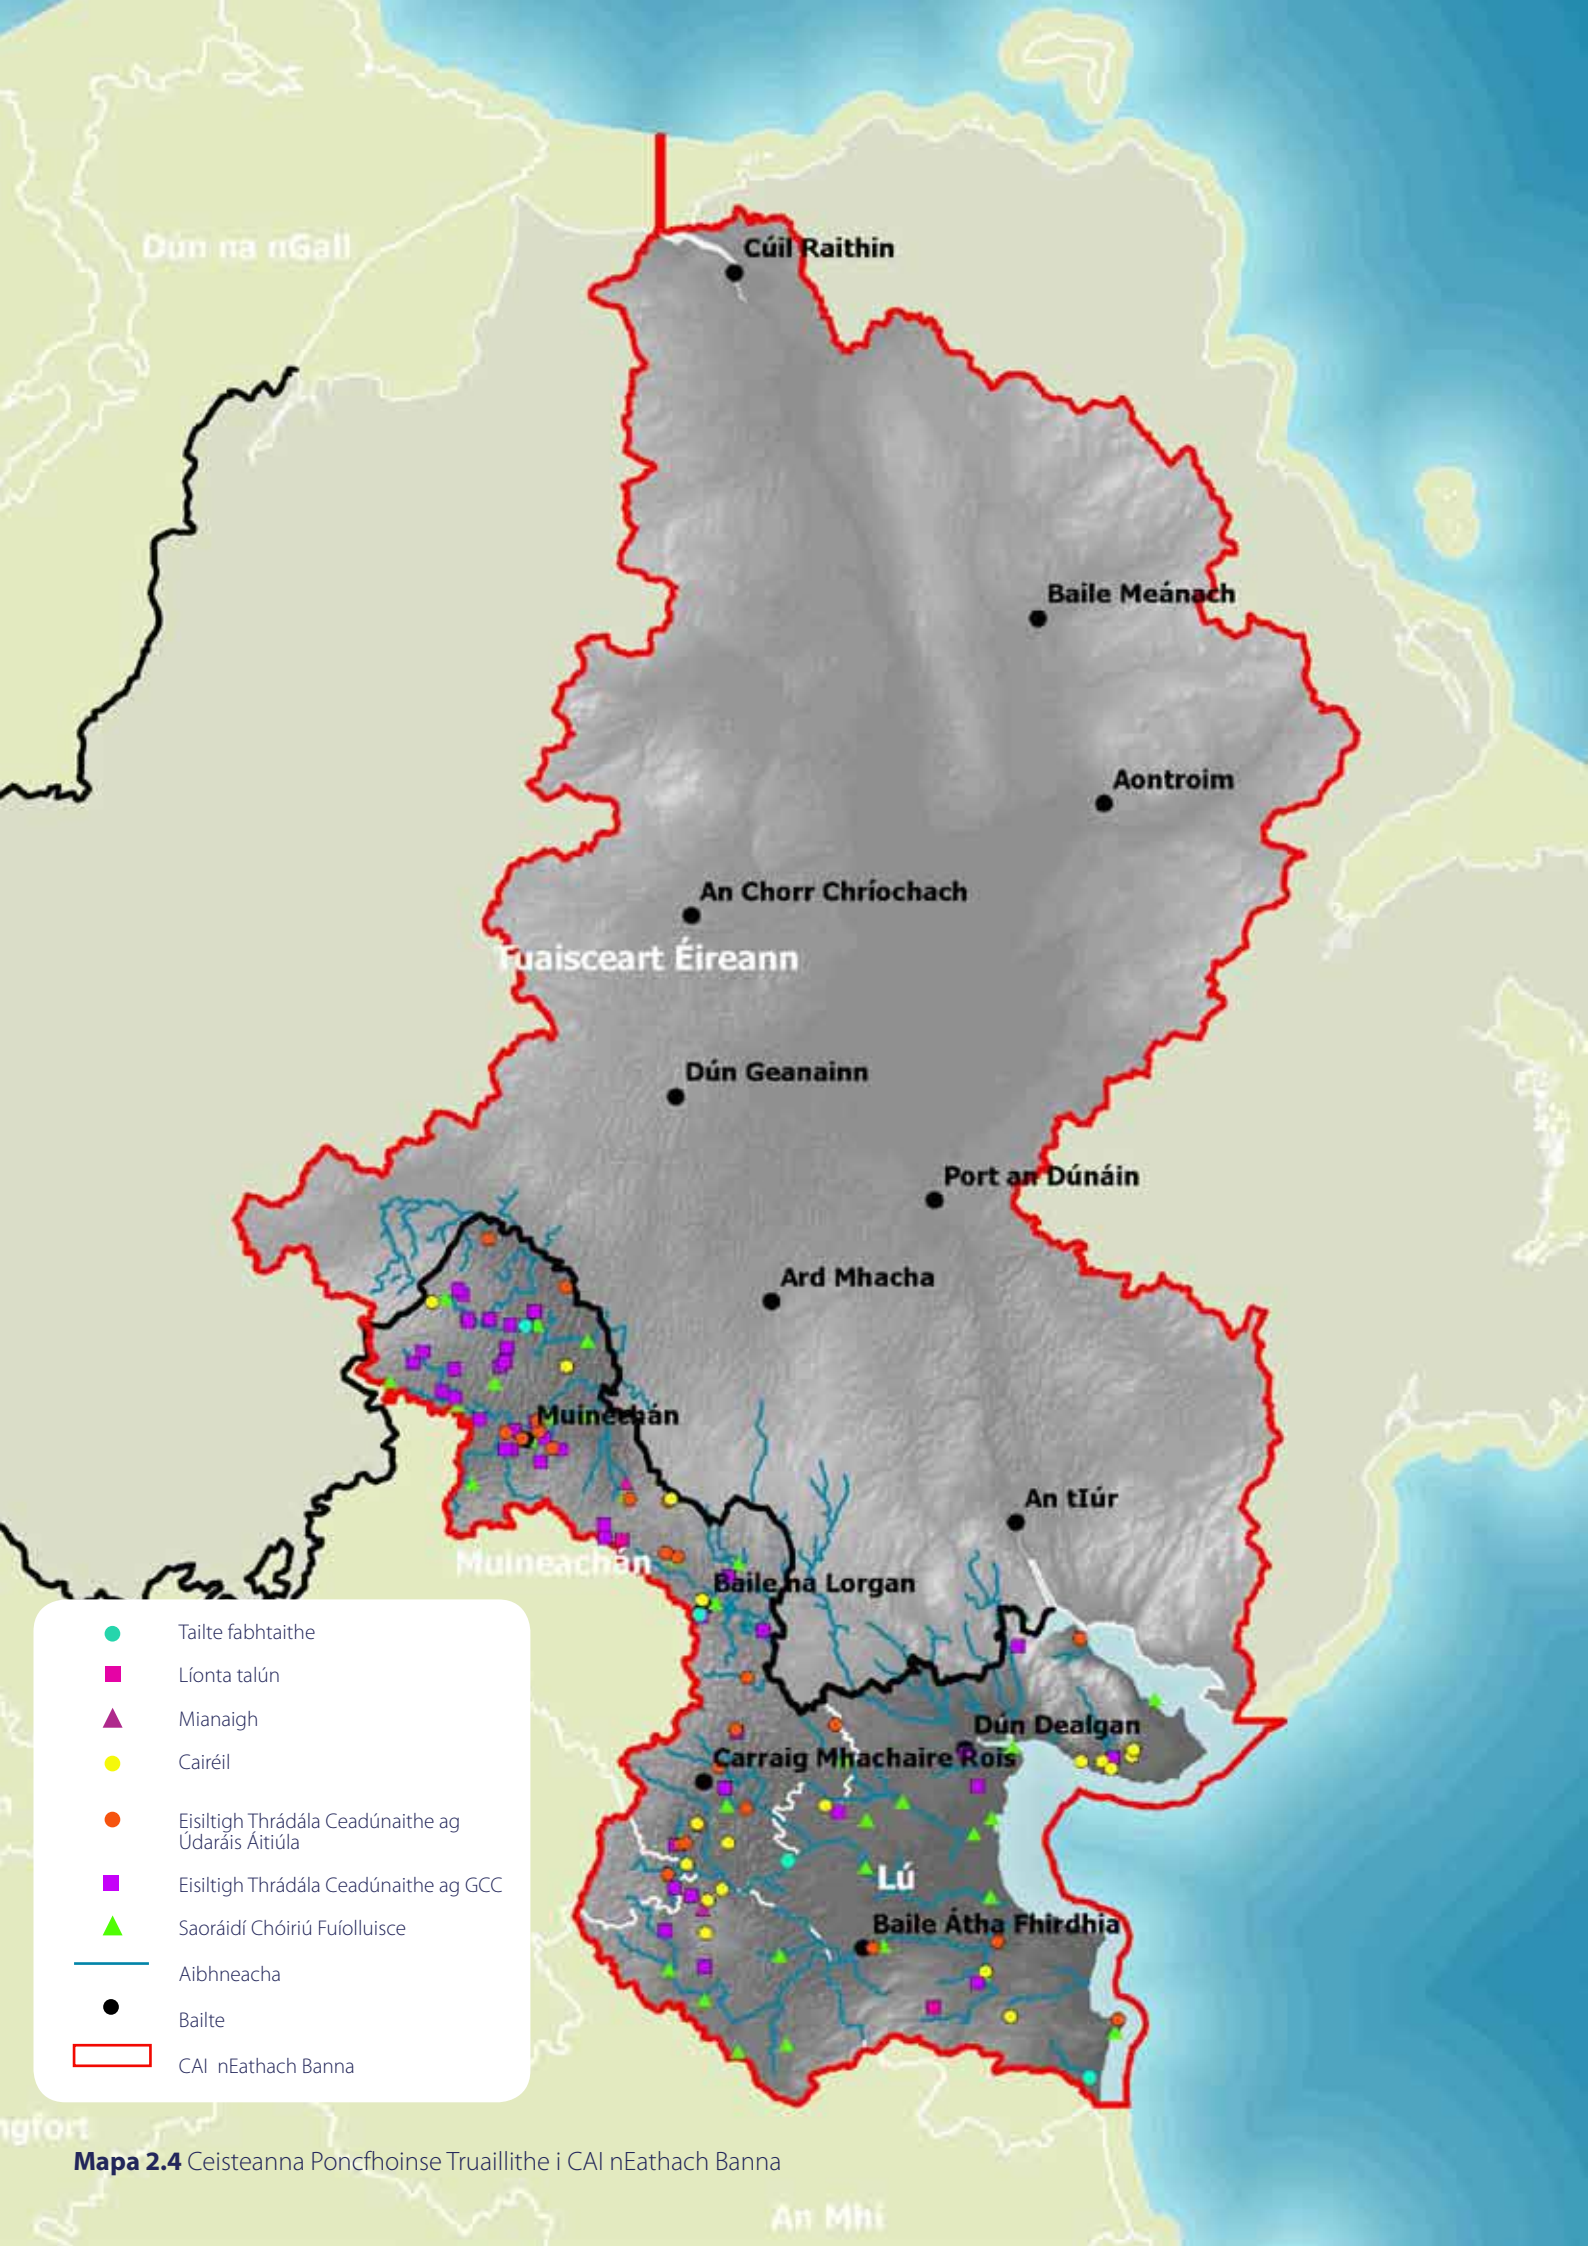 Dún na nGall
Cúil Raithin
Baile Meánach
Aontroim
An Chorr Chríochach
Tuaisceart Éireann
Dún Geanainn
Port an Dúnáin
Ard Mhacha
Muineachán
An tIúr
Muineachán
Baile na Lorgan
Dún Dealgan
Carraig Mhachaire Rois
Lú
Baile Átha Fhirdhia
Tailte fabhtaithe
Líonta talún
Mianaigh
Cairéil
Eisiltigh Thrádála Ceadúnaithe ag
Údaráis Áitiúla
Eisiltigh Thrádála Ceadúnaithe ag GCC
Saoráidí Chóiriú Fuíolluisce
Aibhneacha
Bailte
CAI nEathach Banna
ngfort
Mapa 2.4 Ceisteanna Poncfhoinse Truaillithe i CAI nEathach Banna
An Mhí